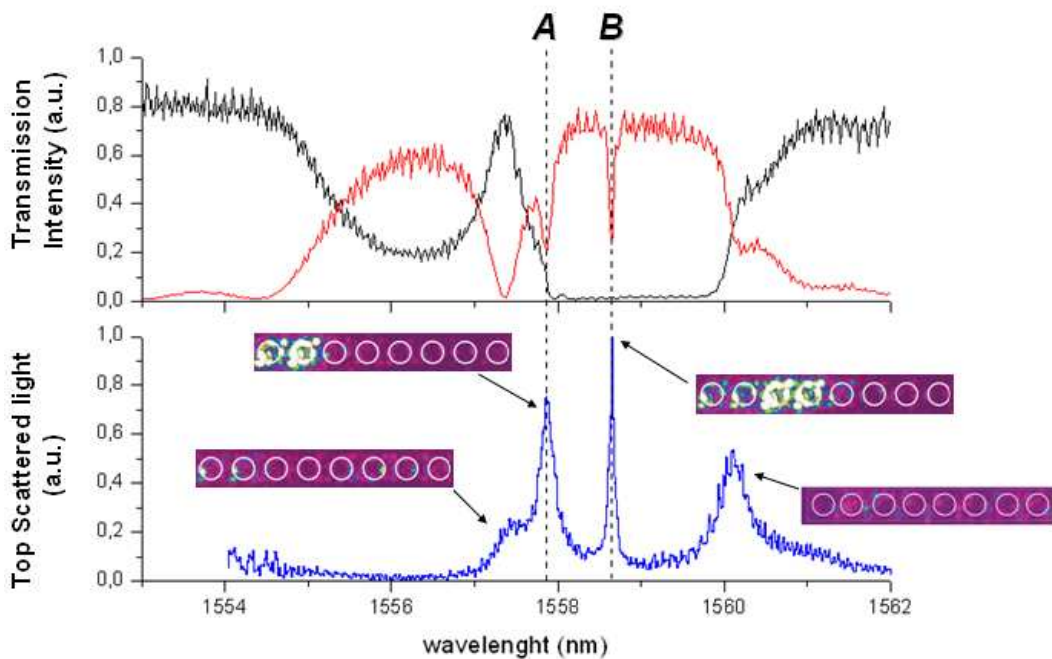 A B
Transmission
Intensity (a.u.)
1,0
0,8
0,6
0,4
0,2
0,0
Top Scattered light
(a.u.)
1,0
0,8
0,6
0,4
0,2
0,0
1554 1556 1558 1560 1562
wavelenght (nm)